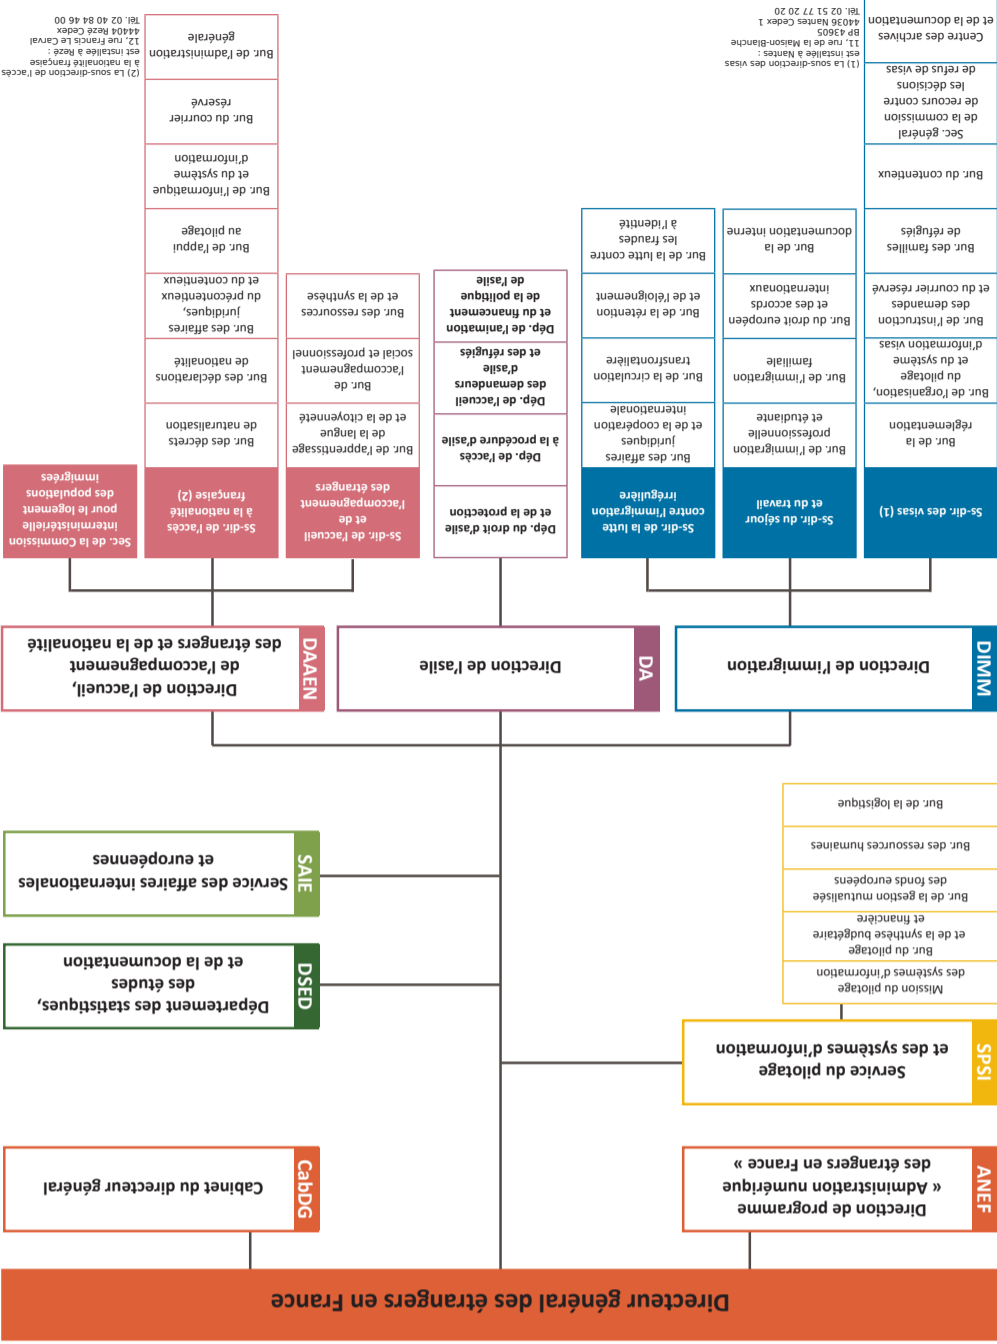 Directeur général des étrangers en France
ANEF
Direction de programme
« Administration numérique
des étrangers en France »
CabDG
Cabinet du directeur général
SPSI
Service du pilotage
et des systèmes d'information
Mission du pilotage
des systèmes d'information
Bur. du pilotage
et de la synthèse budgétaire
et financière
Bur. de la gestion mutualisée
des fonds européens
Bur. des ressources humaines
Bur. de la logistique
DSED
Département des statistiques,
des études
et de la documentation
SAIE
Service des affaires internationales
et européennes
DIMM
Direction de l'immigration
DA
Direction de l'asile
DAAEN
Direction de l'accueil,
de l'accompagnement
des étrangers et de la nationalité
Ss-dir. des visas (1)
Bur. de la
réglementation
Bur. de l'organisation,
du pilotage
et du système
d'information visas
Bur. de l'instruction
des demandes
et du courrier réservé
Bur. des familles
de réfugiés
Bur. du contentieux
Sec. général
de la commission
de recours contre
les décisions
de refus de visas
Centre des archives
et de la documentation
Ss-dir. du séjour
et du travail
Bur. de l'immigration
professionnelle
et étudiante
Bur. de l'immigration
familiale
Bur. du droit européen
et des accords
internationaux
Bur. de la
documentation interne
Ss-dir. de la lutte
contre l'immigration
irrégulière
Bur. des affaires
juridiques
et de la coopération
internationale
Bur. de la circulation
transfrontalière
Bur. de la rétention
et de l'éloignement
Bur. de la lutte contre
les fraudes
à l'identité
Dép. du droit d'asile
et de la protection
Dép. de l'accès
à la procédure d'asile
Dép. de l'accueil
des demandeurs
d'asile
et des réfugiés
Dép. de l'animation
et du financement
de la politique
de l'asile
Ss-dir. de l'accueil
et de
l'accompagnement
des étrangers
Bur. de l'apprentissage
de la langue
et de la citoyenneté
Bur. de
l'accompagnement
social et professionnel
Bur. des ressources
et de la synthèse
Ss-dir. de l'accès
à la nationalité
française (2)
Bur. des décrets
de naturalisation
Bur. des déclarations
de nationalité
Bur. des affaires
juridiques,
du précontentieux
et du contentieux
Bur. de l'appui
au pilotage
Bur. de l'informatique
et du système
d'information
Bur. du courrier
réservé
Bur. de l'administration
générale
Sec. de la Commission
interministérielle
pour le logement
des populations
immigrées
(1) La sous-direction des visas
est installée à Nantes :
11, rue de la Maison-Blanche
BP 43605
44036 Nantes Cedex 1
Tél. 02 51 77 20 20
(2) La sous-direction de l'accès
à la nationalité française
est installée à Rezé :
12, rue Francis Le Carval
44404 Rezé Cedex
Tél. 02 40 84 46 00